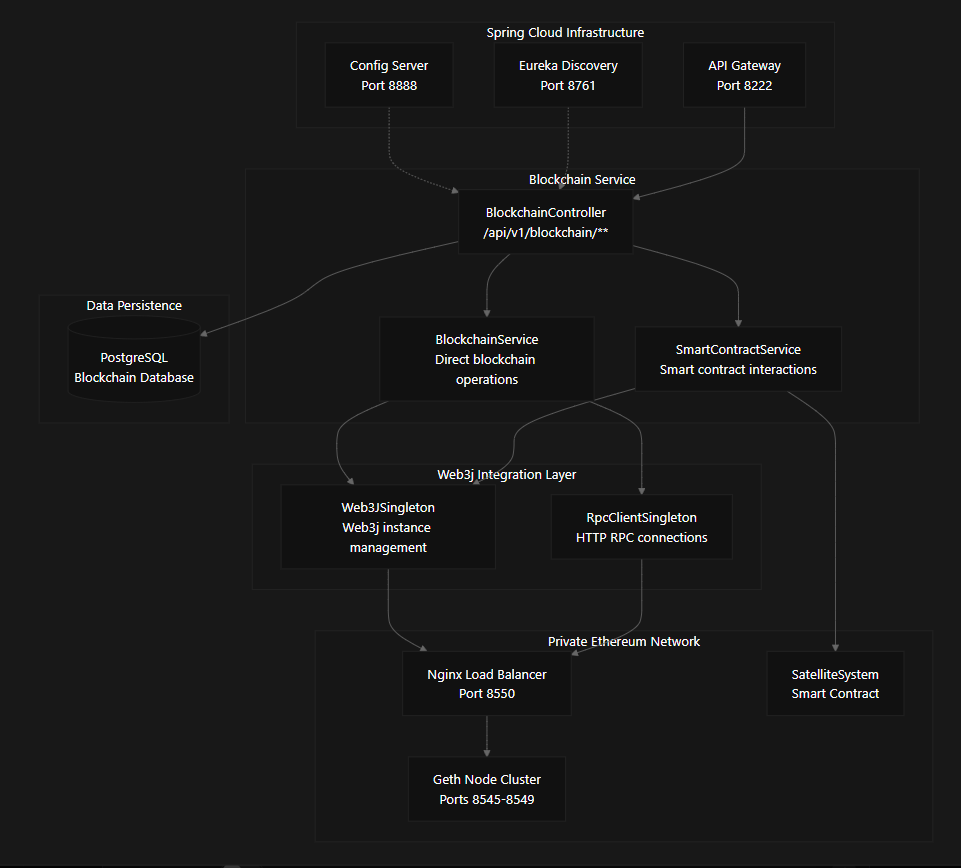 Spring Cloud Infrastructure
Config Server
Port 8888
Eureka Discovery
Port 8761
API Gateway
Port 8222
Blockchain Service
BlockchainController
/api/v1/blockchain/**
Data Persistence
PostgreSQL
Blockchain Database
BlockchainService
Direct blockchain
operations
SmartContractService
Smart contract interactions
Web3j Integration Layer
Web3JSingleton
Web3j instance
management
RpcClientSingleton
HTTP RPC connections
Private Ethereum Network
Nginx Load Balancer
Port 8550
SatelliteSystem
Smart Contract
Geth Node Cluster
Ports 8545-8549